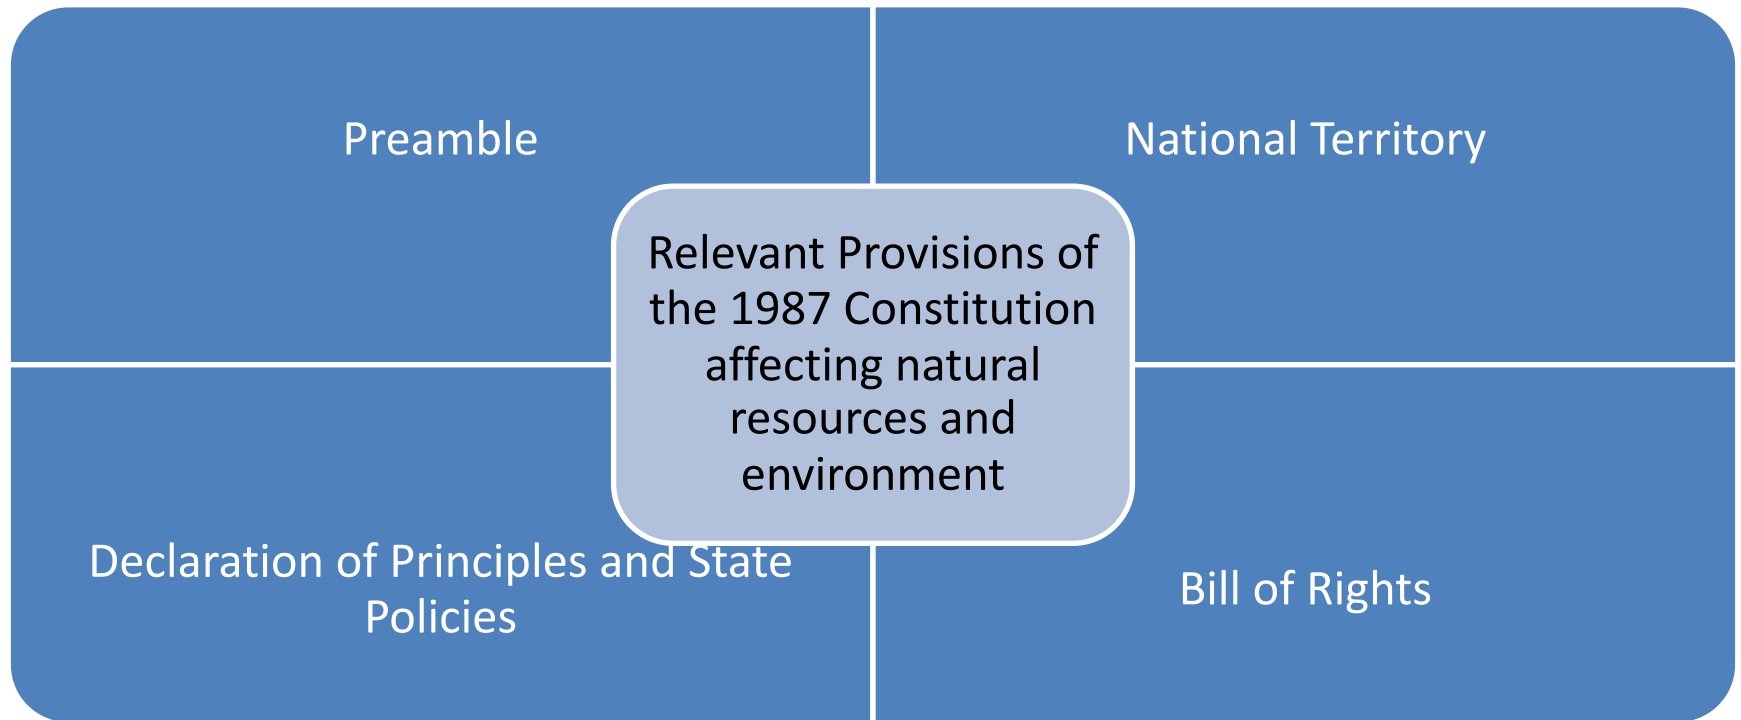 Preamble
National Territory
Relevant Provisions of
the 1987 Constitution
affecting natural
resources and
environment
Declaration of Principles and State
Policies
Bill of Rights